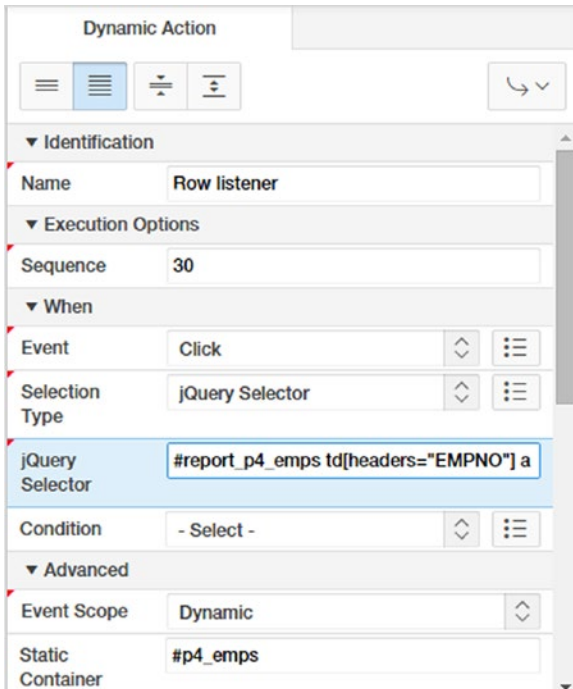 Dynamic Action
Identification
Name Row listener
Execution Options
Sequence 30
When
Event Click
Selection Type jQuery Selector
jQuery Selector #report_p4_emps td[headers="EMPNO"] a
Condition - Select -
Advanced
Event Scope Dynamic
Static Container #p4_emps